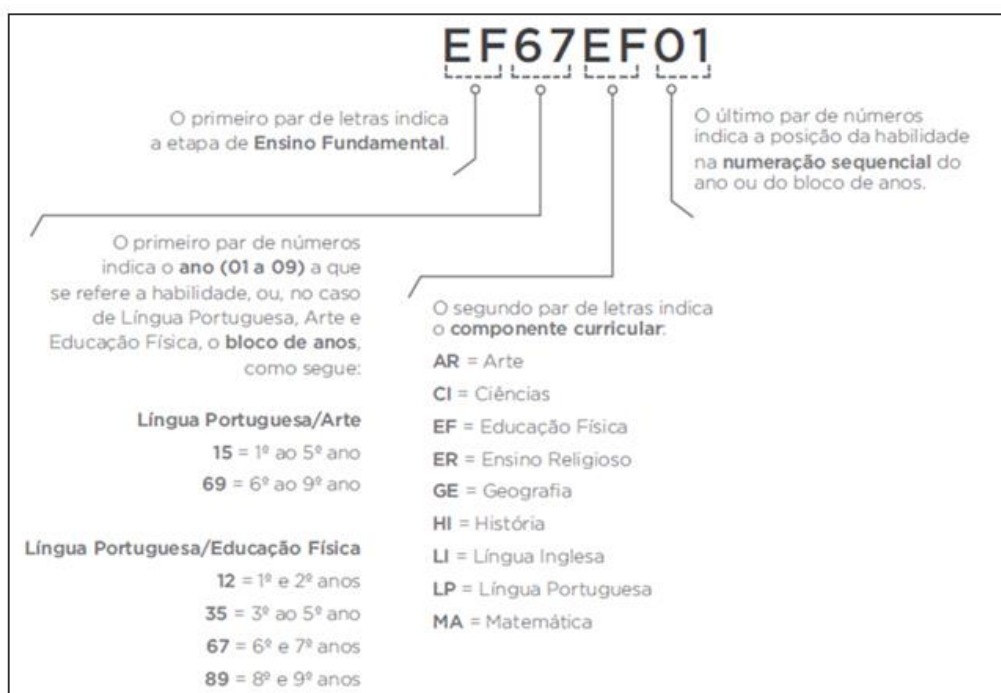 EF67EF01
O primeiro par de letras indica
a etapa de Ensino Fundamental.
O último par de números
indica a posição da habilidade
na numeração sequencial do
ano ou do bloco de anos.
O primeiro par de números
indica o ano (01 a 09) a que
se refere a habilidade, ou, no caso
de Língua Portuguesa, Arte e
Educação Física, o bloco de anos,
como segue:
Língua Portuguesa/Arte
15 = 1º ao 5º ano
69 = 6º ao 9º ano
Língua Portuguesa/Educação Física
12 = 1º e 2º anos
35 = 3º ao 5º ano
67 = 6º e 7º anos
89 = 8º e 9º anos
O segundo par de letras indica
o componente curricular:
AR = Arte
CI = Ciências
EF = Educação Física
ER = Ensino Religioso
GE = Geografia
HI = História
LI = Língua Inglesa
LP = Língua Portuguesa
MA = Matemática